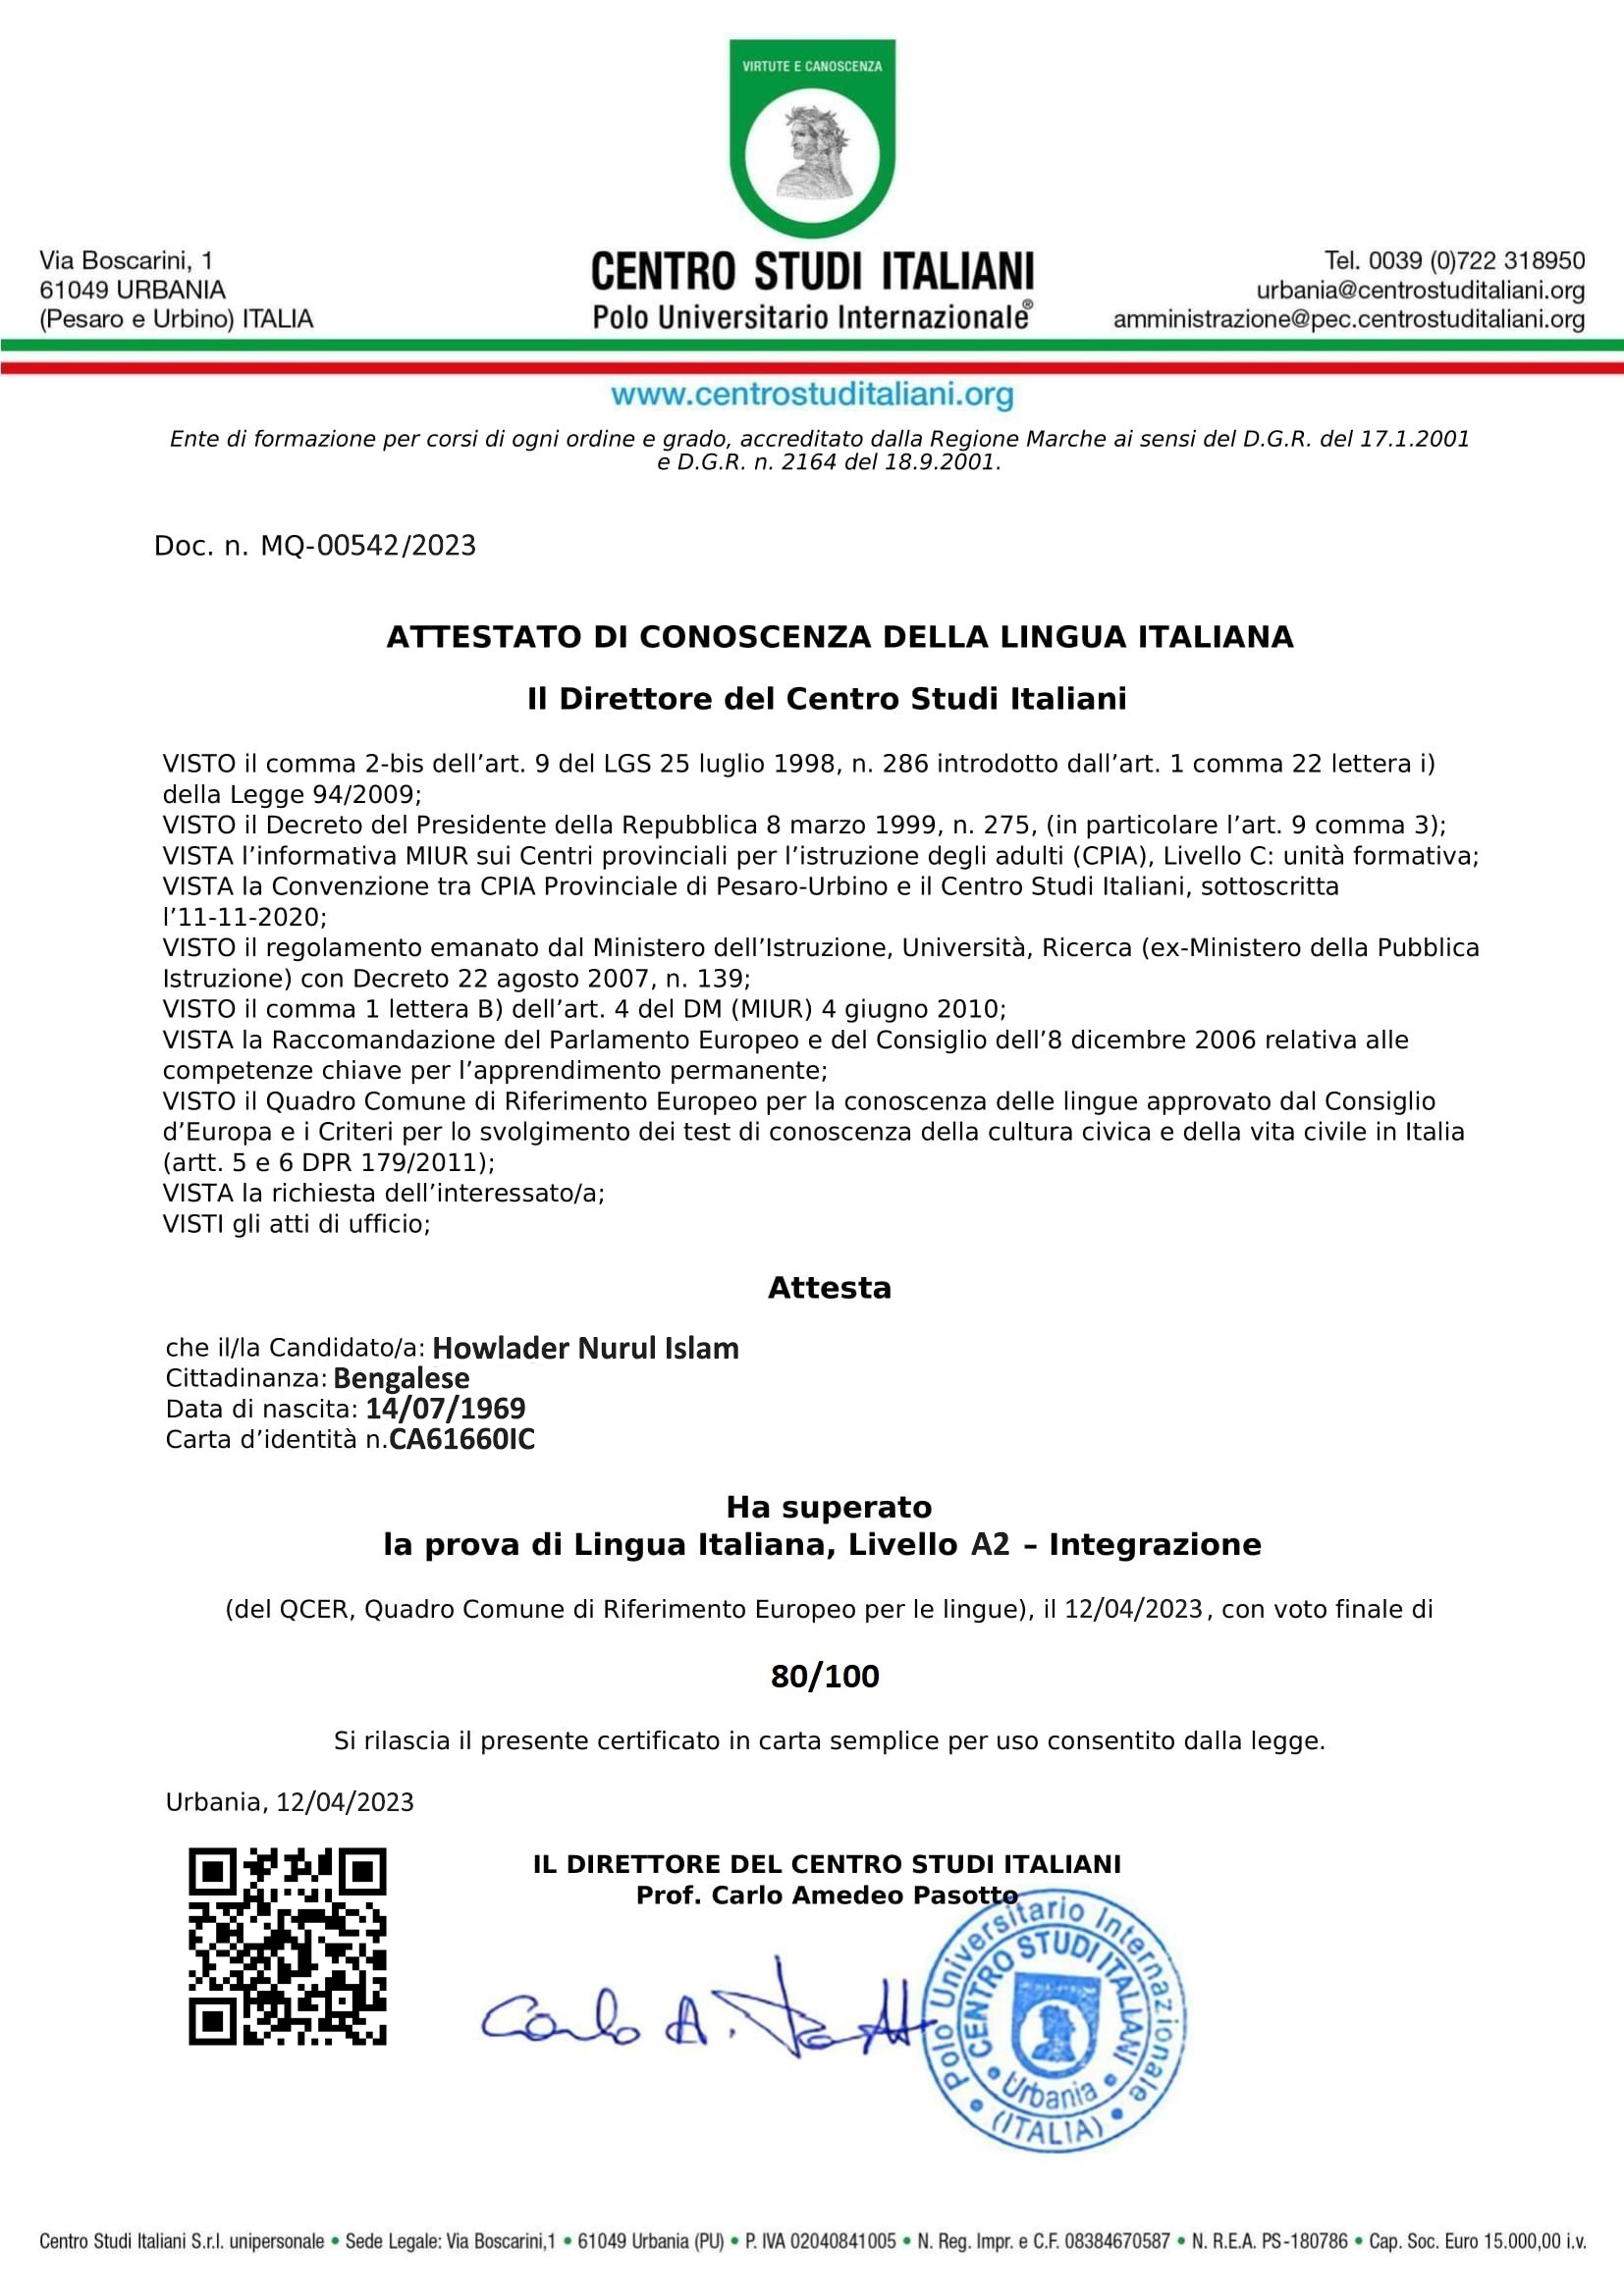 VIRTUTE E CANOSCENZA
Via Boscarini, 1
61049 URBANIA
(Pesaro e Urbino) ITALIA
CENTRO STUDI ITALIANI
Polo Universitario Internazionale®
Tel. 0039 (0)722 318950
urbania@centrostuditaliani.org
amministrazione@pec.centrostuditaliani.org
www.centrostuditaliani.org
Ente di formazione per corsi di ogni ordine e grado, accreditato dalla Regione Marche ai sensi del D.G.R. del 17.1.2001
e D.G.R. n. 2164 del 18.9.2001.
Doc. n. MQ-00542/2023
ATTESTATO DI CONOSCENZA DELLA LINGUA ITALIANA
Il Direttore del Centro Studi Italiani
VISTO il comma 2-bis dell’art. 9 del LGS 25 luglio 1998, n. 286 introdotto dall’art. 1 comma 22 lettera i)
della Legge 94/2009;
VISTO il Decreto del Presidente della Repubblica 8 marzo 1999, n. 275, (in particolare l’art. 9 comma 3);
VISTA l’informativa MIUR sui Centri provinciali per l’istruzione degli adulti (CPIA), Livello C: unità formativa;
VISTA la Convenzione tra CPIA Provinciale di Pesaro-Urbino e il Centro Studi Italiani, sottoscritta
l’11-11-2020;
VISTO il regolamento emanato dal Ministero dell’Istruzione, Università, Ricerca (ex-Ministero della Pubblica
Istruzione) con Decreto 22 agosto 2007, n. 139;
VISTO il comma 1 lettera B) dell’art. 4 del DM (MIUR) 4 giugno 2010;
VISTA la Raccomandazione del Parlamento Europeo e del Consiglio dell’8 dicembre 2006 relativa alle
competenze chiave per l’apprendimento permanente;
VISTO il Quadro Comune di Riferimento Europeo per la conoscenza delle lingue approvato dal Consiglio
d’Europa e i Criteri per lo svolgimento dei test di conoscenza della cultura civica e della vita civile in Italia
(artt. 5 e 6 DPR 179/2011);
VISTA la richiesta dell’interessato/a;
VISTI gli atti di ufficio;
Attesta
che il/la Candidato/a: Howlader Nurul Islam
Cittadinanza: Bengalese
Data di nascita: 14/07/1969
Carta d’identità n.CA61660IC
Ha superato
la prova di Lingua Italiana, Livello A2 – Integrazione
(del QCER, Quadro Comune di Riferimento Europeo per le lingue), il 12/04/2023, con voto finale di
80/100
Si rilascia il presente certificato in carta semplice per uso consentito dalla legge.
Urbania, 12/04/2023
IL DIRETTORE DEL CENTRO STUDI ITALIANI
Prof. Carlo Amedeo Pasotto
Carlo A. Pasotto
Polo Universitario Internazionale
CENTRO STUDI ITALIANI
Urbania
(ITALIA)
Centro Studi Italiani S.r.l. unipersonale • Sede Legale: Via Boscarini,1 • 61049 Urbania (PU) • P. IVA 02040841005 • N. Reg. Impr. e C.F. 08384670587 • N. R.E.A. PS-180786 • Cap. Soc. Euro 15.000,00 i.v.